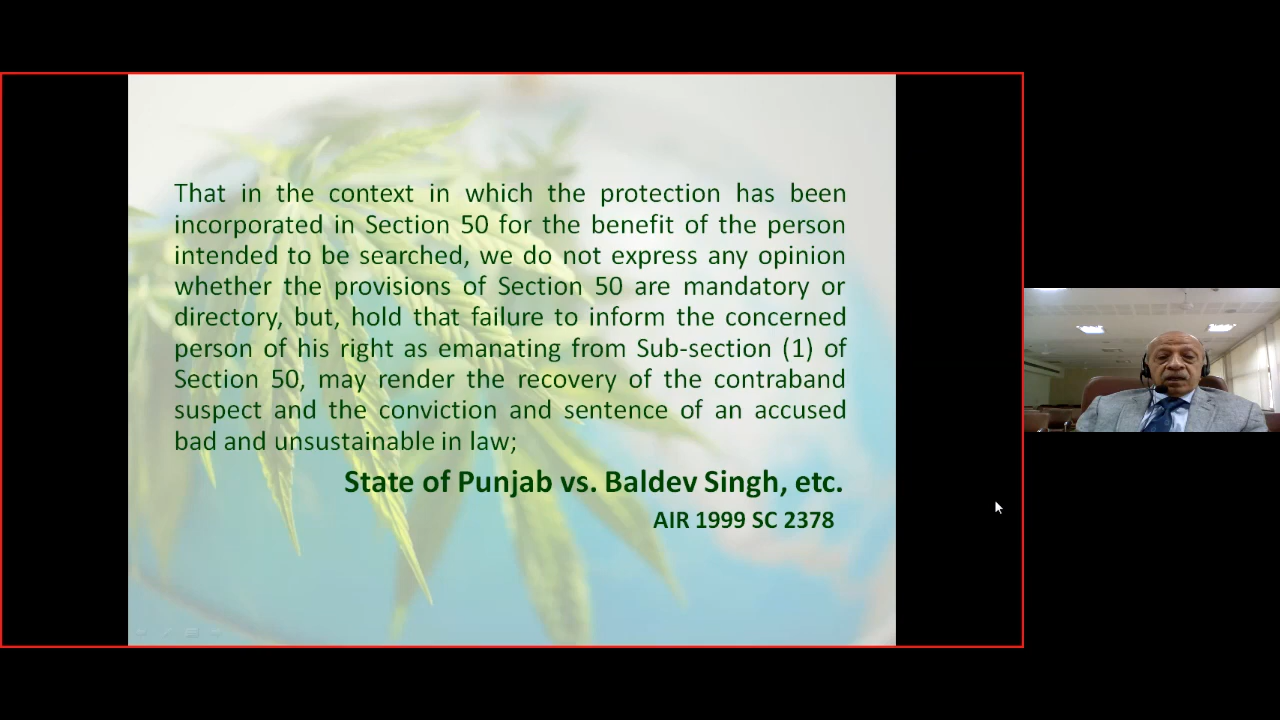 That in the context in which the protection has been
incorporated in Section 50 for the benefit of the person
intended to be searched, we do not express any opinion
whether the provisions of Section 50 are mandatory or
directory, but, hold that failure to inform the concerned
person of his right as emanating from Sub-section (1) of
Section 50, may render the recovery of the contraband
suspect and the conviction and sentence of an accused
bad and unsustainable in law;
State of Punjab vs. Baldev Singh, etc.
AIR 1999 SC 2378